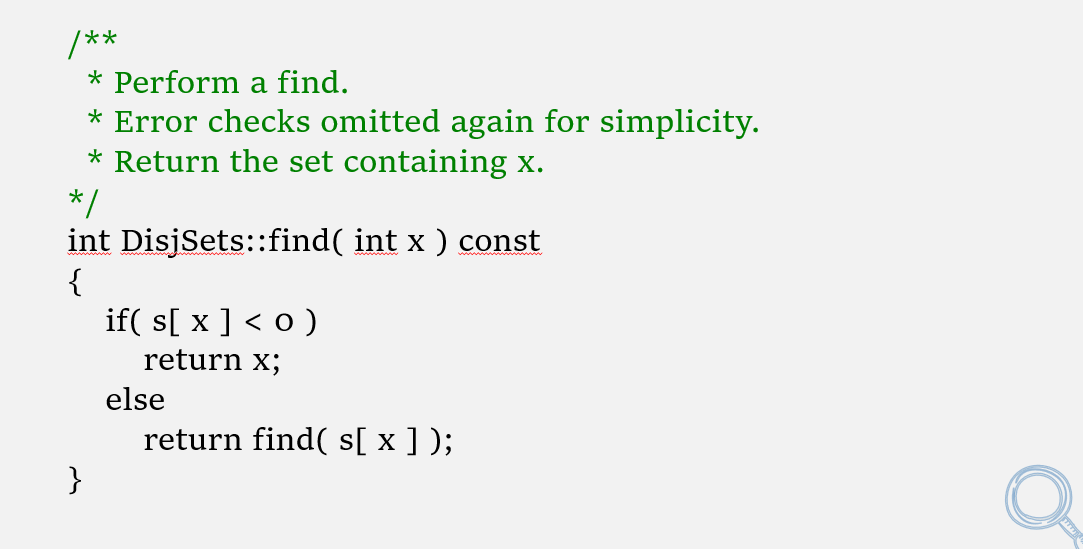 /**
 * Perform a find.
 * Error checks omitted again for simplicity.
 * Return the set containing x.
*/
int DisjSets::find( int x ) const
{
    if( s[ x ] < 0 )
        return x;
    else
        return find( s[ x ] );
}